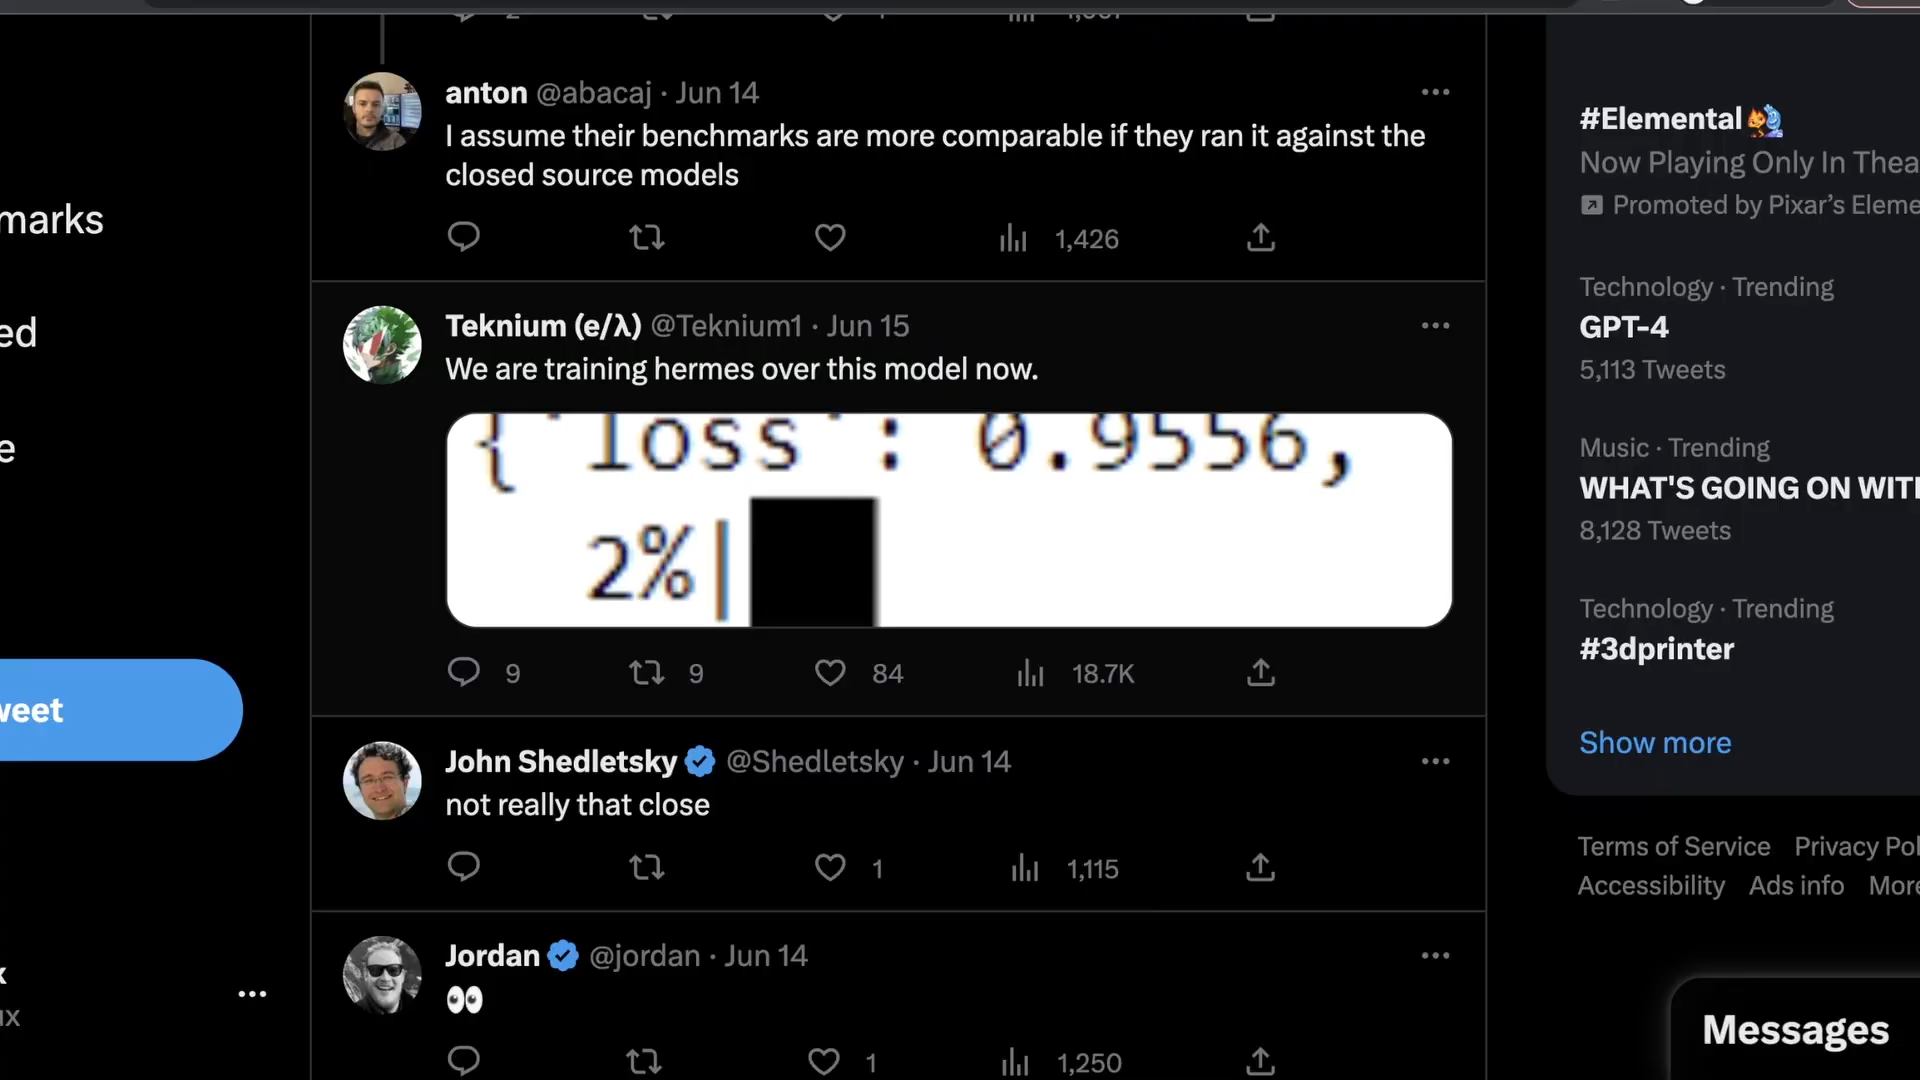 anton @abacaj · Jun 14
I assume their benchmarks are more comparable if they ran it against the
closed source models
1,426
Teknium (e/λ) @Teknium1 · Jun 15
We are training hermes over this model now.
{'loss': 0.9556,
2%|
9 9 84 18.7K
John Shedletsky @Shedletsky · Jun 14
not really that close
1 1,115
Jordan @jordan · Jun 14
👀
1 1,250
marks
ed
e
weet
x
ux
#Elemental
Now Playing Only In Thea
Promoted by Pixar's Eleme
Technology · Trending
GPT-4
5,113 Tweets
Music · Trending
WHAT'S GOING ON WITH
8,128 Tweets
Technology · Trending
#3dprinter
Show more
Terms of Service Privacy Pol
Accessibility Ads info More
Messages